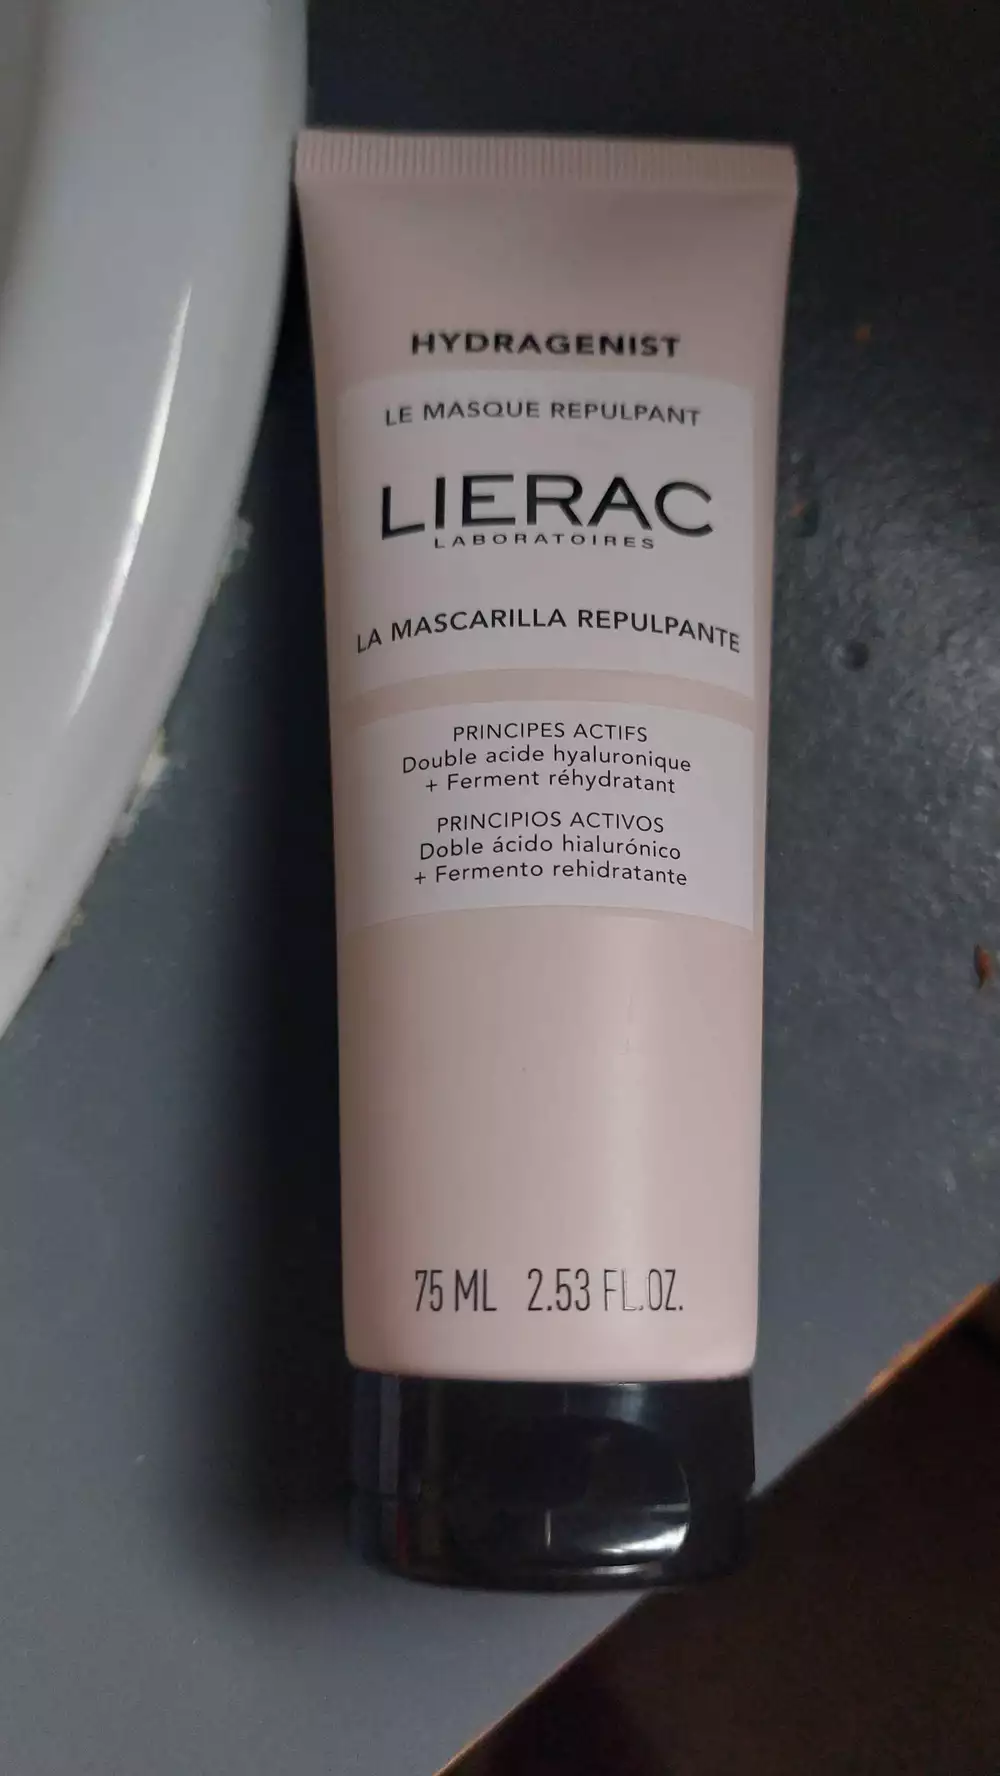 HYDRAGENIST
LE MASQUE REPULPANT
LIERAC
LABORATOIRES
LA MASCARILLA REPULPANTE
PRINCIPES ACTIFS
Double acide hyaluronique
+ Ferment réhydratant
PRINCIPIOS ACTIVOS
Doble ácido hialurónico
+ Fermento rehidratante
75 ML 2.53 FL.OZ.